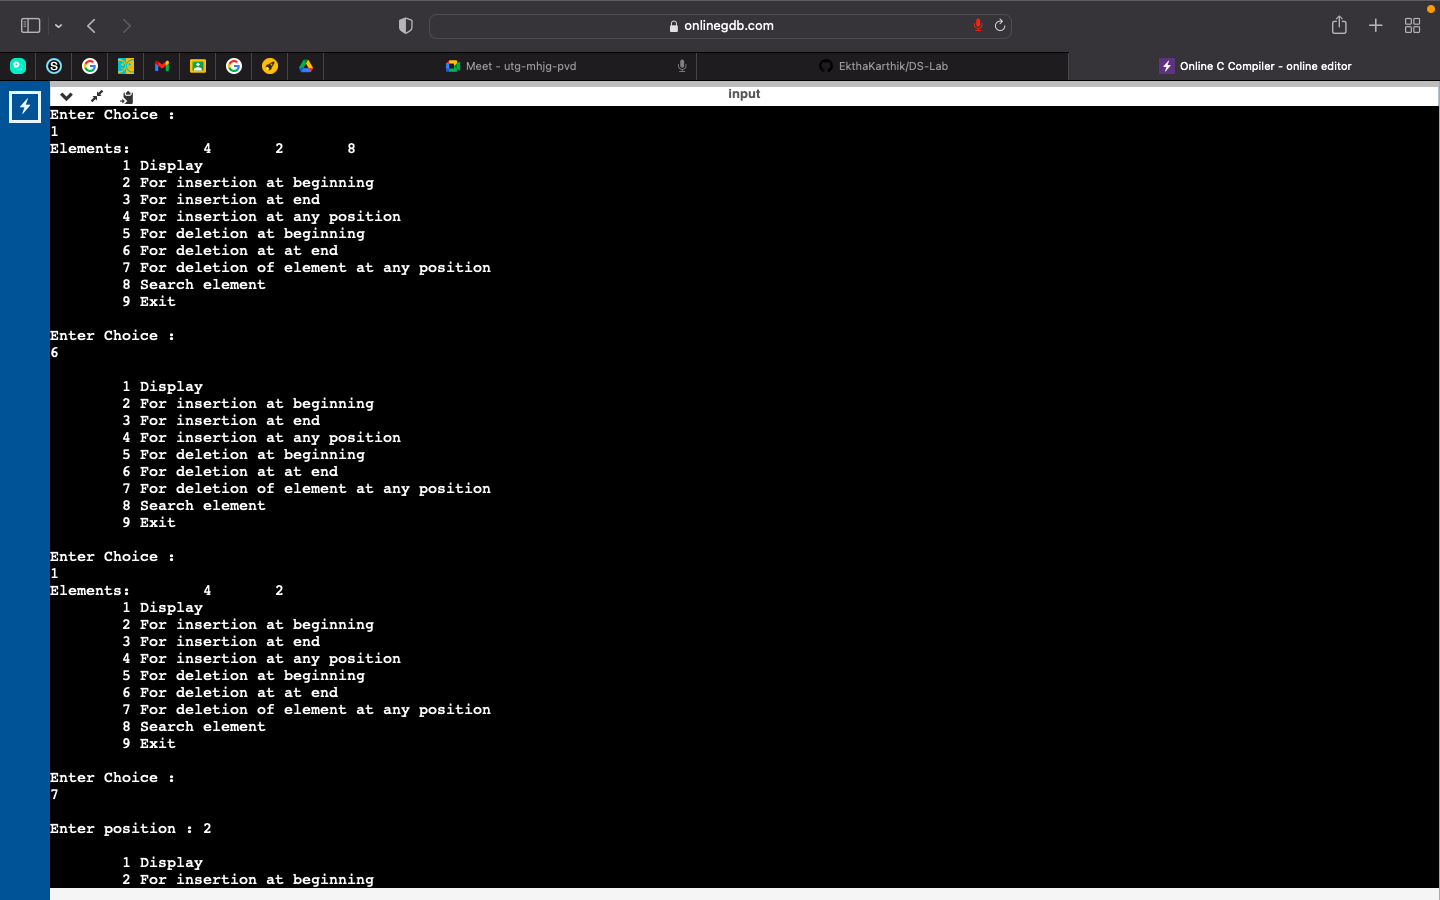 onlinegdb.com
Meet - utg-mhjg-pvd
EkthaKarthik/DS-Lab
Online C Compiler - online editor
input
Enter Choice :
1
Elements: 4 2 8
1 Display
2 For insertion at beginning
3 For insertion at end
4 For insertion at any position
5 For deletion at beginning
6 For deletion at at end
7 For deletion of element at any position
8 Search element
9 Exit
Enter Choice :
6
1 Display
2 For insertion at beginning
3 For insertion at end
4 For insertion at any position
5 For deletion at beginning
6 For deletion at at end
7 For deletion of element at any position
8 Search element
9 Exit
Enter Choice :
1
Elements: 4 2
1 Display
2 For insertion at beginning
3 For insertion at end
4 For insertion at any position
5 For deletion at beginning
6 For deletion at at end
7 For deletion of element at any position
8 Search element
9 Exit
Enter Choice :
7
Enter position : 2
1 Display
2 For insertion at beginning